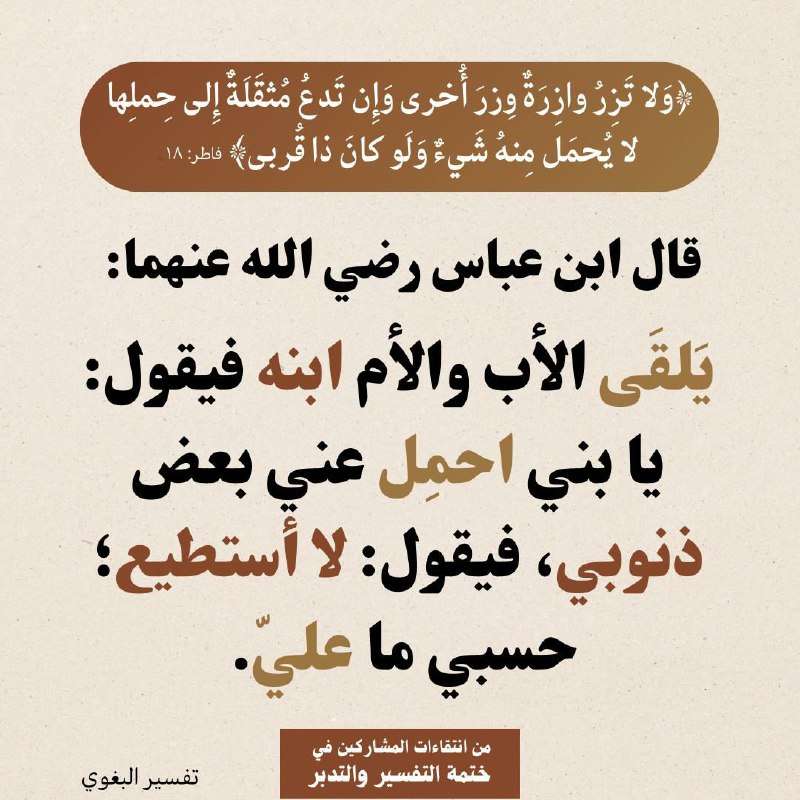 ﴿وَلا تَزِرُ وازِرَةٌ وِزرَ أُخرى وَإِن تَدعُ مُثقَلَةٌ إِلى حِملِها
لا يُحمَل مِنهُ شَيءٌ وَلَو كانَ ذا قُربى﴾ فاطر: ١٨
قال ابن عباس رضي الله عنهما:
يَلقَى الأب والأم ابنه فيقول:
يا بني احمِل عني بعض
ذنوبي، فيقول: لا أستطيع؛
حسبي ما عليّ.
من انتقاءات المشاركين في
ختمة التفسير والتدبر
تفسير البغوي